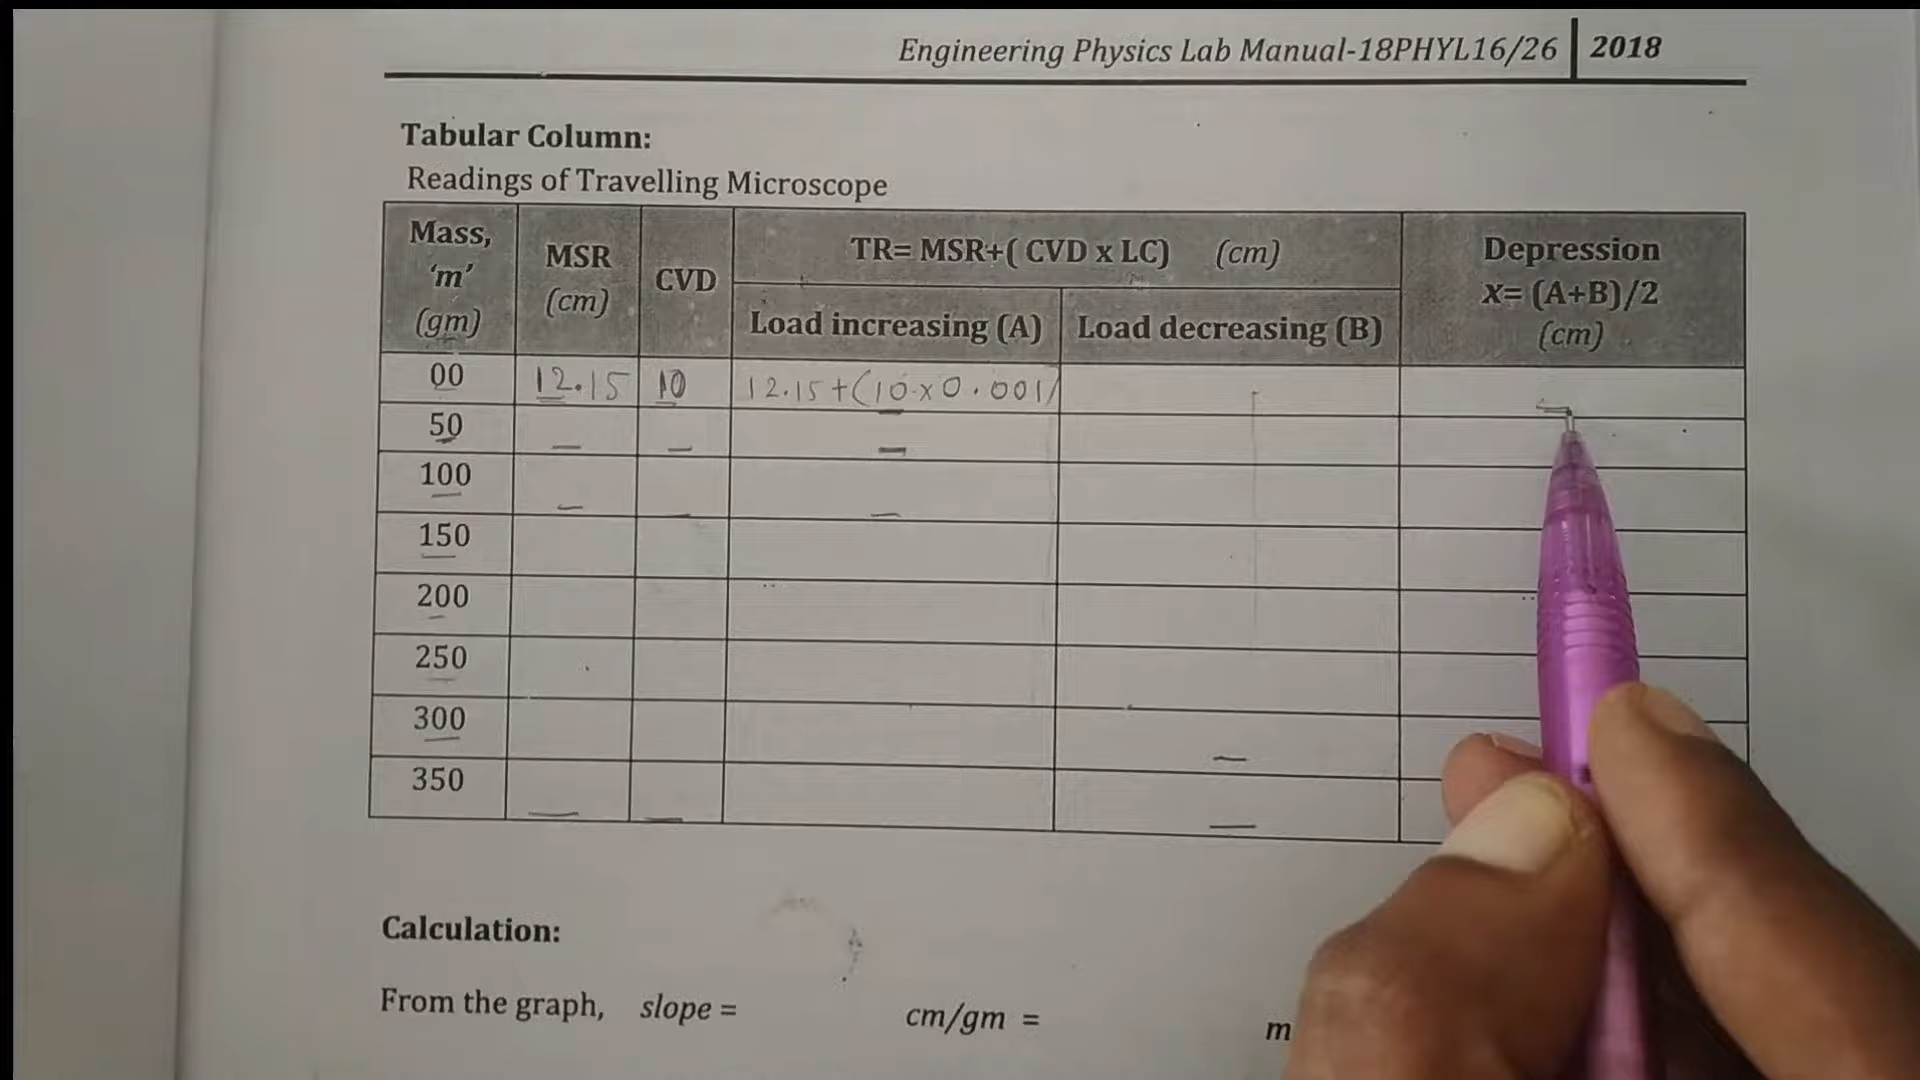 Engineering Physics Lab Manual-18PHYL16/26 | 2018
Tabular Column:
Readings of Travelling Microscope
Mass, 'm' (gm) MSR (cm) CVD TR= MSR+( CVD x LC) (cm) Depression x= (A+B)/2 (cm)
Load increasing (A) Load decreasing (B)
00 12.15 10 12.15+(10×0.001)
50
100
150
200
250
300
350
Calculation:
From the graph, slope = cm/gm = m